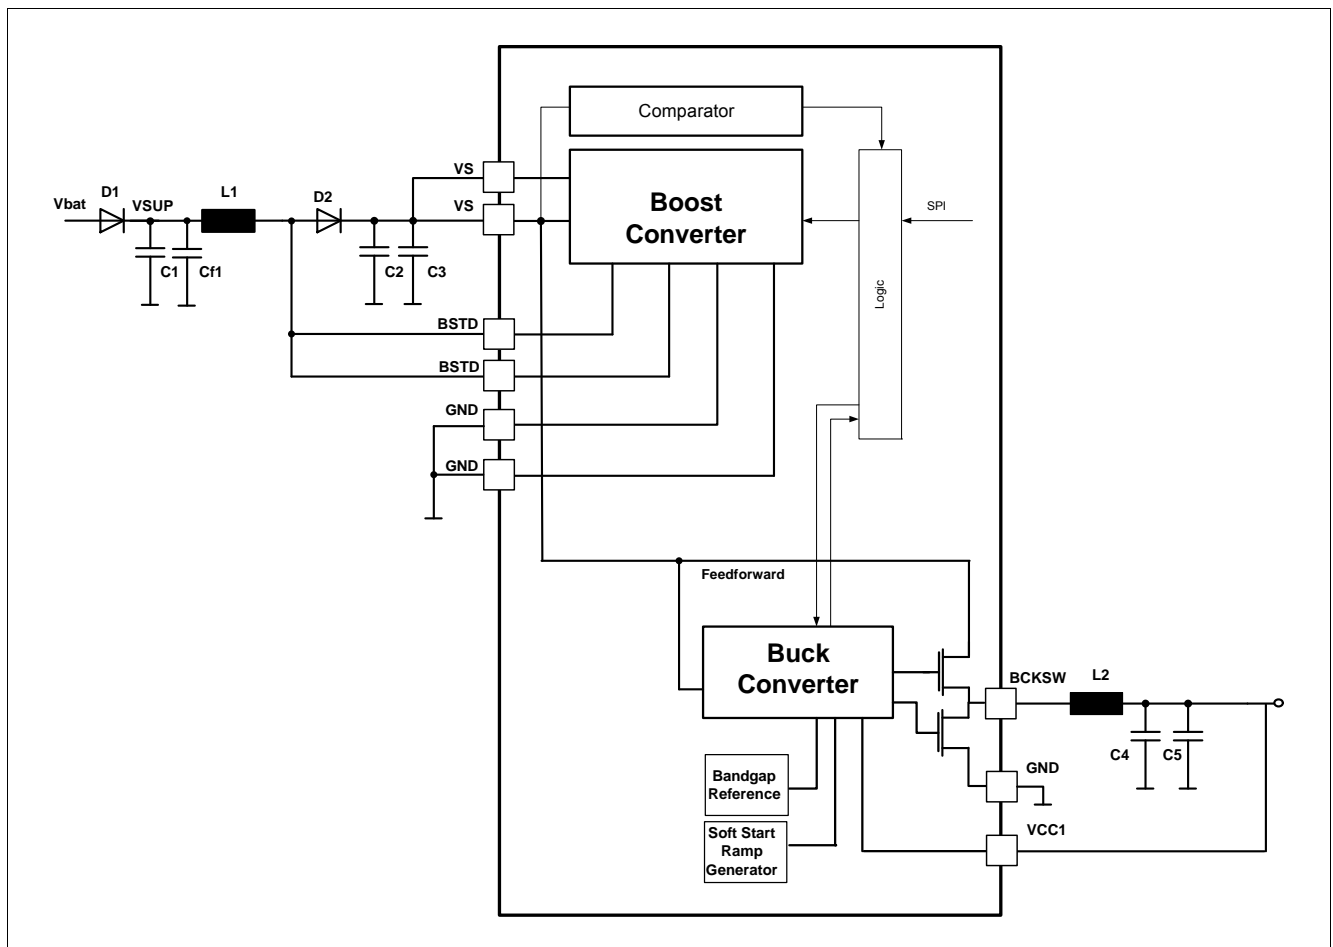 Comparator
VS
Boost
Converter
D1
L1
D2
Vbat
VSUP
VS
SPI
C1
Cf1
C2
C3
Logic
BSTD
BSTD
GND
GND
Feedforward
Buck
Converter
BCKSW
L2
C4
C5
GND
Bandgap
Reference
VCC1
Soft Start
Ramp
Generator